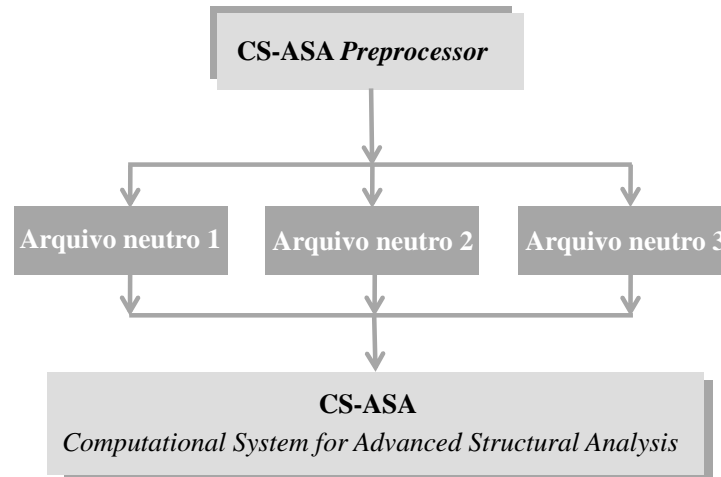 CS-ASA Preprocessor
Arquivo neutro 1
Arquivo neutro 2
Arquivo neutro 3
CS-ASA
Computational System for Advanced Structural Analysis